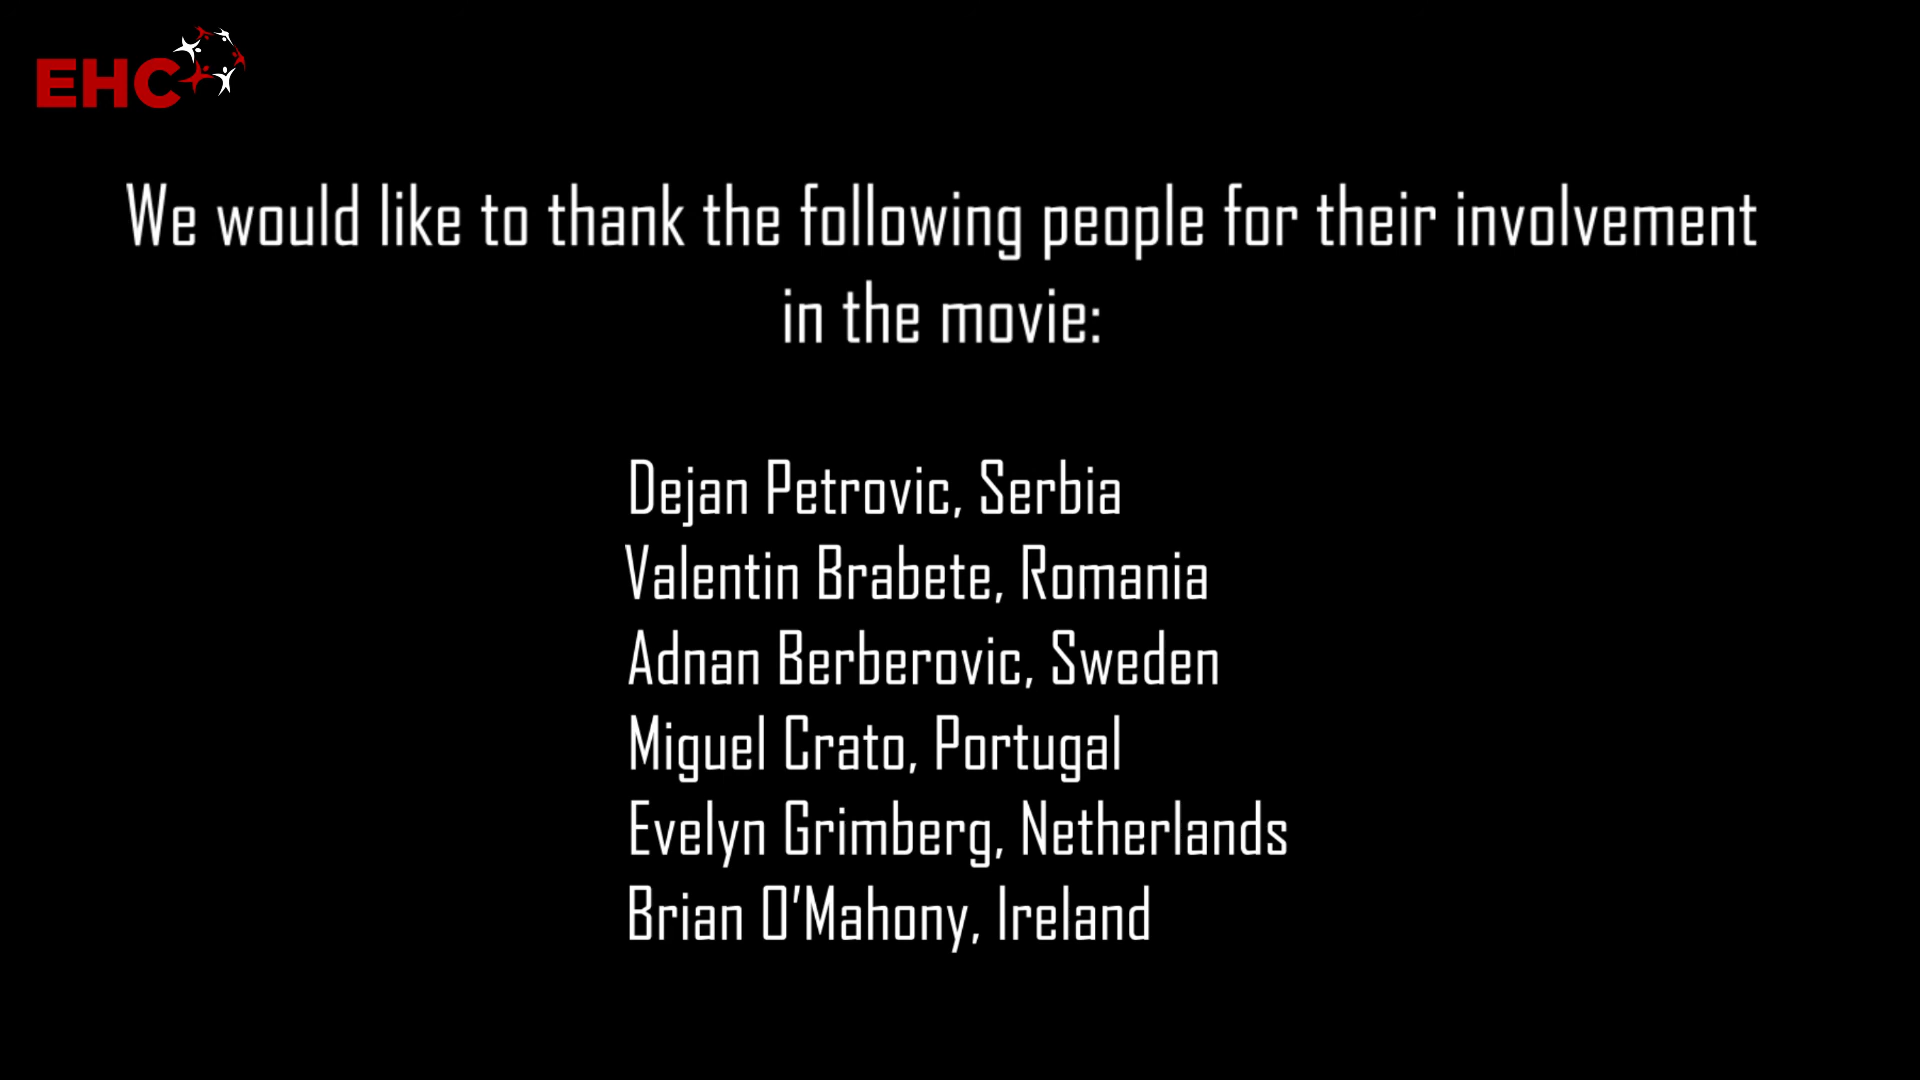 EHC
We would like to thank the following people for their involvement
in the movie:
Dejan Petrovic, Serbia
Valentin Brabete, Romania
Adnan Berberovic, Sweden
Miguel Crato, Portugal
Evelyn Grimberg, Netherlands
Brian O'Mahony, Ireland